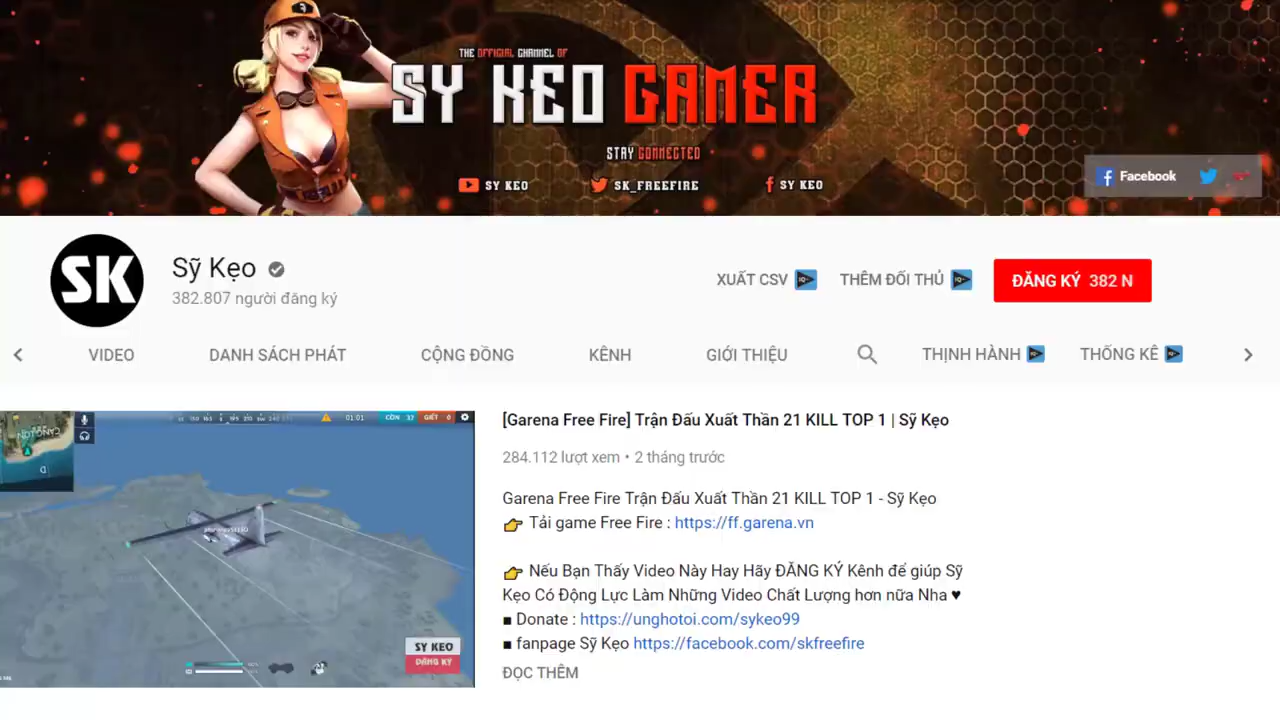 THE OFFICIAL CHANNEL OF
SY KEO GAMER
STAY CONNECTED
SY KEO
SK_FREEFIRE
SY KEO
Facebook
SK
Sỹ Kẹo
382.807 người đăng ký
XUẤT CSV
THÊM ĐỐI THỦ
ĐĂNG KÝ 382 N
VIDEO
DANH SÁCH PHÁT
CỘNG ĐỒNG
KÊNH
GIỚI THIỆU
THỊNH HÀNH
THỐNG KÊ
01:01
CÒN 37
GIẾT 0
SY KEO
ĐĂNG KÝ
[Garena Free Fire] Trận Đấu Xuất Thần 21 KILL TOP 1 | Sỹ Kẹo
284.112 lượt xem • 2 tháng trước
Garena Free Fire Trận Đấu Xuất Thần 21 KILL TOP 1 - Sỹ Kẹo
👉 Tải game Free Fire : https://ff.garena.vn
👉 Nếu Bạn Thấy Video Này Hay Hãy ĐĂNG KÝ Kênh để giúp Sỹ
Kẹo Có Động Lực Làm Những Video Chất Lượng hơn nữa Nha ♥
■ Donate : https://unghotoi.com/sykeo99
■ fanpage Sỹ Kẹo https://facebook.com/skfreefire
ĐỌC THÊM